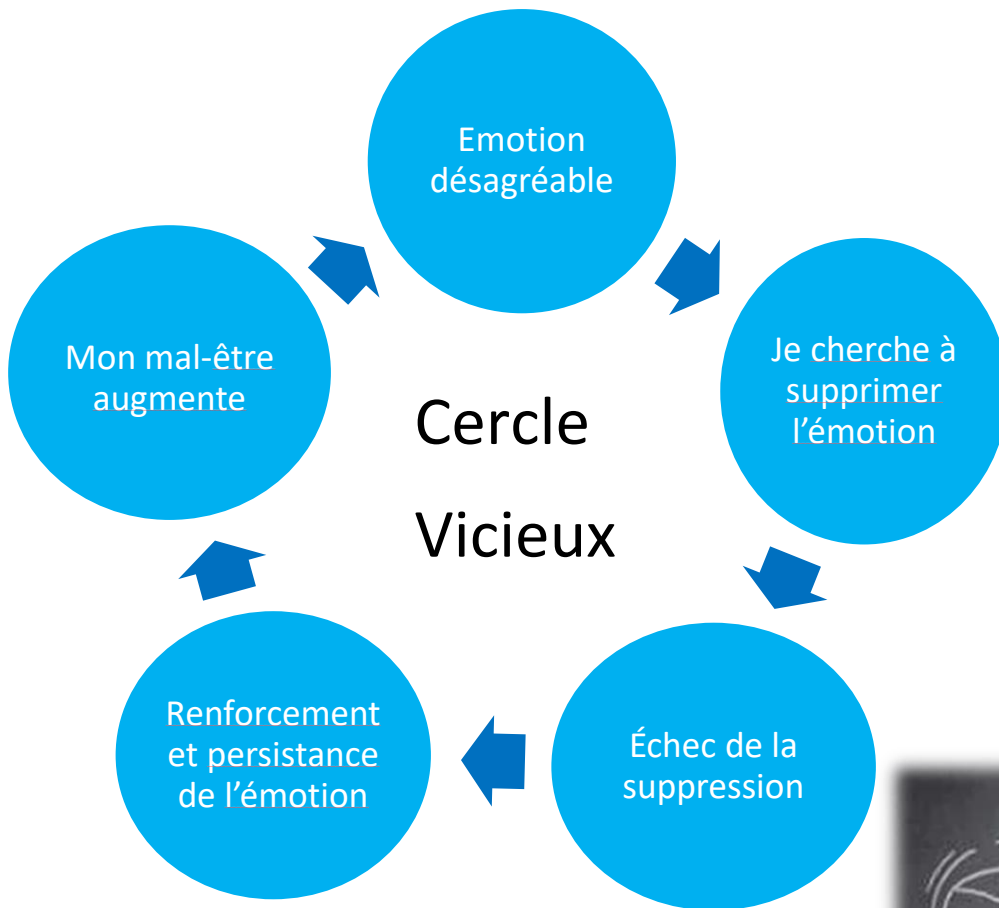 Emotion
désagréable
Je cherche à
supprimer
l’émotion
Échec de la
suppression
Renforcement
et persistance
de l’émotion
Mon mal-être
augmente
Cercle
Vicieux